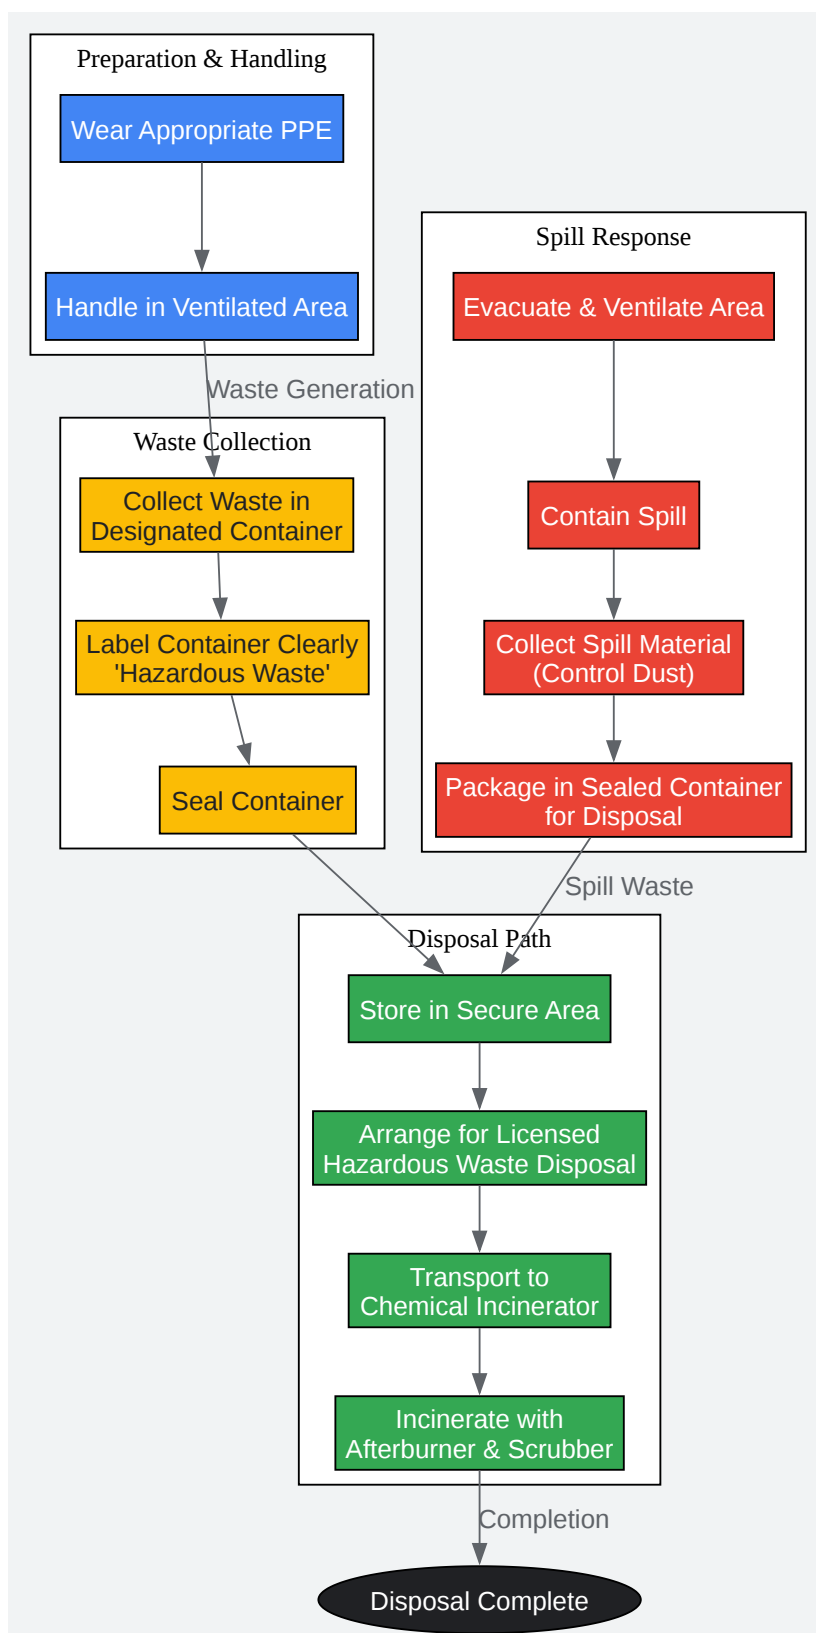 Preparation & Handling
Wear Appropriate PPE
Handle in Ventilated Area
Waste Generation
Waste Collection
Collect Waste in
Designated Container
Label Container Clearly
'Hazardous Waste'
Seal Container
Spill Response
Evacuate & Ventilate Area
Contain Spill
Collect Spill Material
(Control Dust)
Package in Sealed Container
for Disposal
Spill Waste
Disposal Path
Store in Secure Area
Arrange for Licensed
Hazardous Waste Disposal
Transport to
Chemical Incinerator
Incinerate with
Afterburner & Scrubber
Completion
Disposal Complete